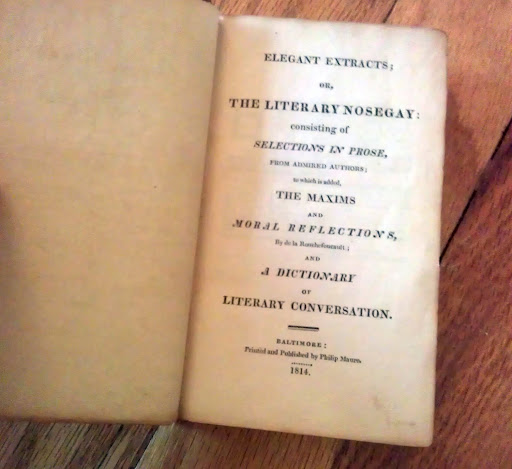 ELEGANT EXTRACTS;
OR,
THE LITERARY NOSEGAY:
consisting of
SELECTIONS IN PROSE,
FROM ADMIRED AUTHORS;
to which is added,
THE MAXIMS
AND
MORAL REFLECTIONS,
By de la Rouchefoucault.;
AND
A DICTIONARY
OF
LITERARY CONVERSATION.
BALTIMORE:
Printed and Published by Philip Mauro.
1814.